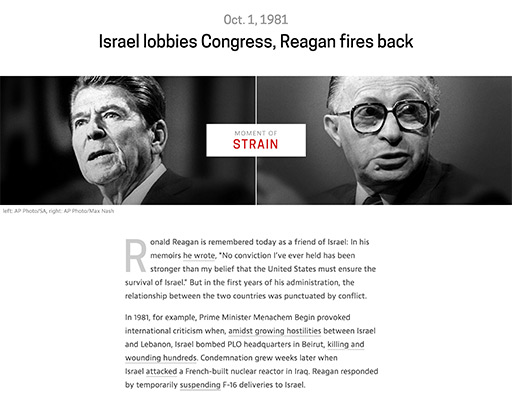 Oct. 1, 1981
Israel lobbies Congress, Reagan fires back
MOMENT OF
STRAIN
left: AP Photo/SA, right: AP Photo/Max Nash
Ronald Reagan is remembered today as a friend of Israel: In his
memoirs he wrote, “No conviction I’ve ever held has been
stronger than my belief that the United States must ensure the
survival of Israel.” But in the first years of his administration, the
relationship between the two countries was punctuated by conflict.
In 1981, for example, Prime Minister Menachem Begin provoked
international criticism when, amidst growing hostilities between Israel
and Lebanon, Israel bombed PLO headquarters in Beirut, killing and
wounding hundreds. Condemnation grew weeks later when
Israel attacked a French-built nuclear reactor in Iraq. Reagan responded
by temporarily suspending F-16 deliveries to Israel.